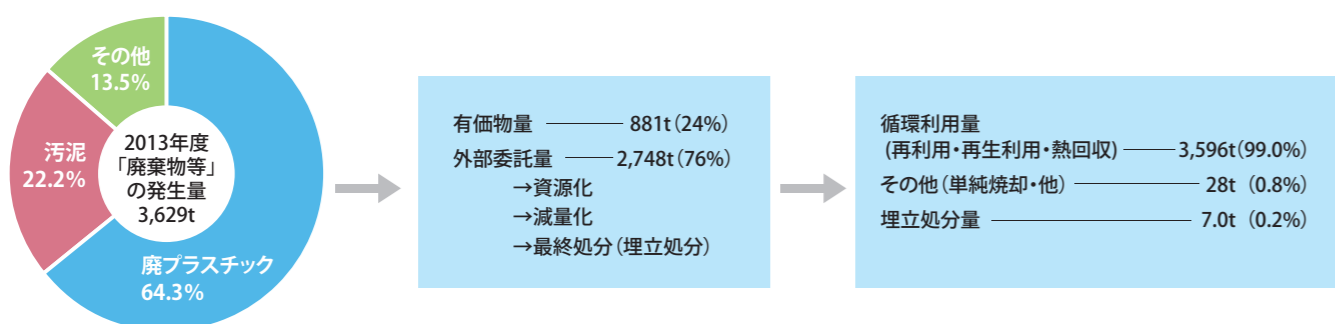 その他
13.5%
汚泥
22.2%
2013年度
「廃棄物等」
の発生量
3,629t
廃プラスチック
64.3%
有価物量 881t(24%)
外部委託量 2,748t(76%)
→資源化
→減量化
→最終処分(埋立処分)
循環利用量
(再利用・再生利用・熱回収) 3,596t(99.0%)
その他(単純焼却・他) 28t (0.8%)
埋立処分量 7.0t (0.2%)